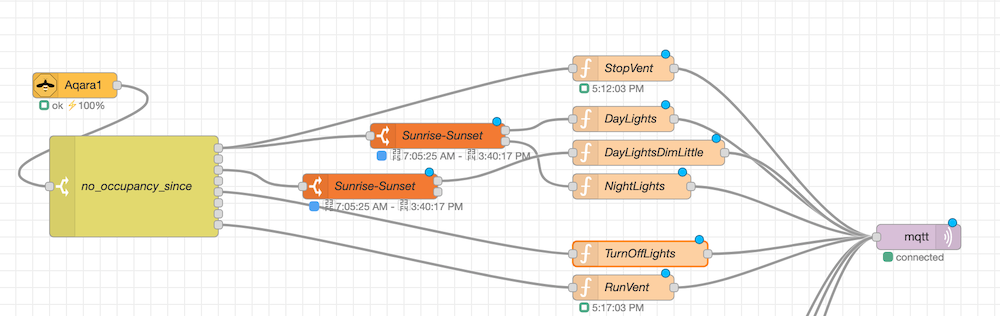 StopVent
Aqara1
ok ⚡100%
5:12:03 PM
DayLights
Sunrise-Sunset
7:05:25 AM - 3:40:17 PM
DayLightsDimLittle
no_occupancy_since
Sunrise-Sunset
NightLights
7:05:25 AM - 3:40:17 PM
mqtt
TurnOffLights
connected
RunVent
5:17:03 PM